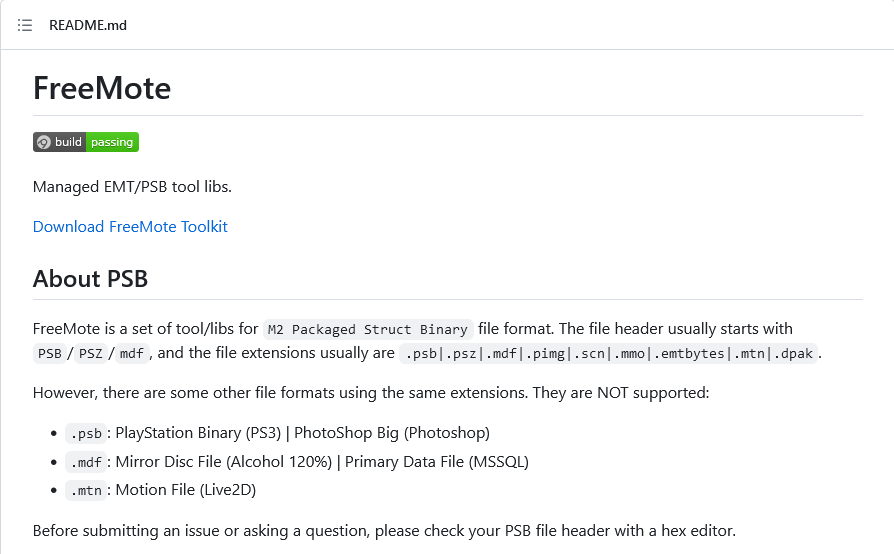 README.md
FreeMote
build passing
Managed EMT/PSB tool libs.
Download FreeMote Toolkit
About PSB
FreeMote is a set of tool/libs for M2 Packaged Struct Binary file format. The file header usually starts with
PSB / PSZ / mdf , and the file extensions usually are .psb|.psz|.mdf|.pimg|.scn|.mmo|.emtbytes|.mtn|.dpak .
However, there are some other file formats using the same extensions. They are NOT supported:
• .psb : PlayStation Binary (PS3) | PhotoShop Big (Photoshop)
• .mdf : Mirror Disc File (Alcohol 120%) | Primary Data File (MSSQL)
• .mtn : Motion File (Live2D)
Before submitting an issue or asking a question, please check your PSB file header with a hex editor.